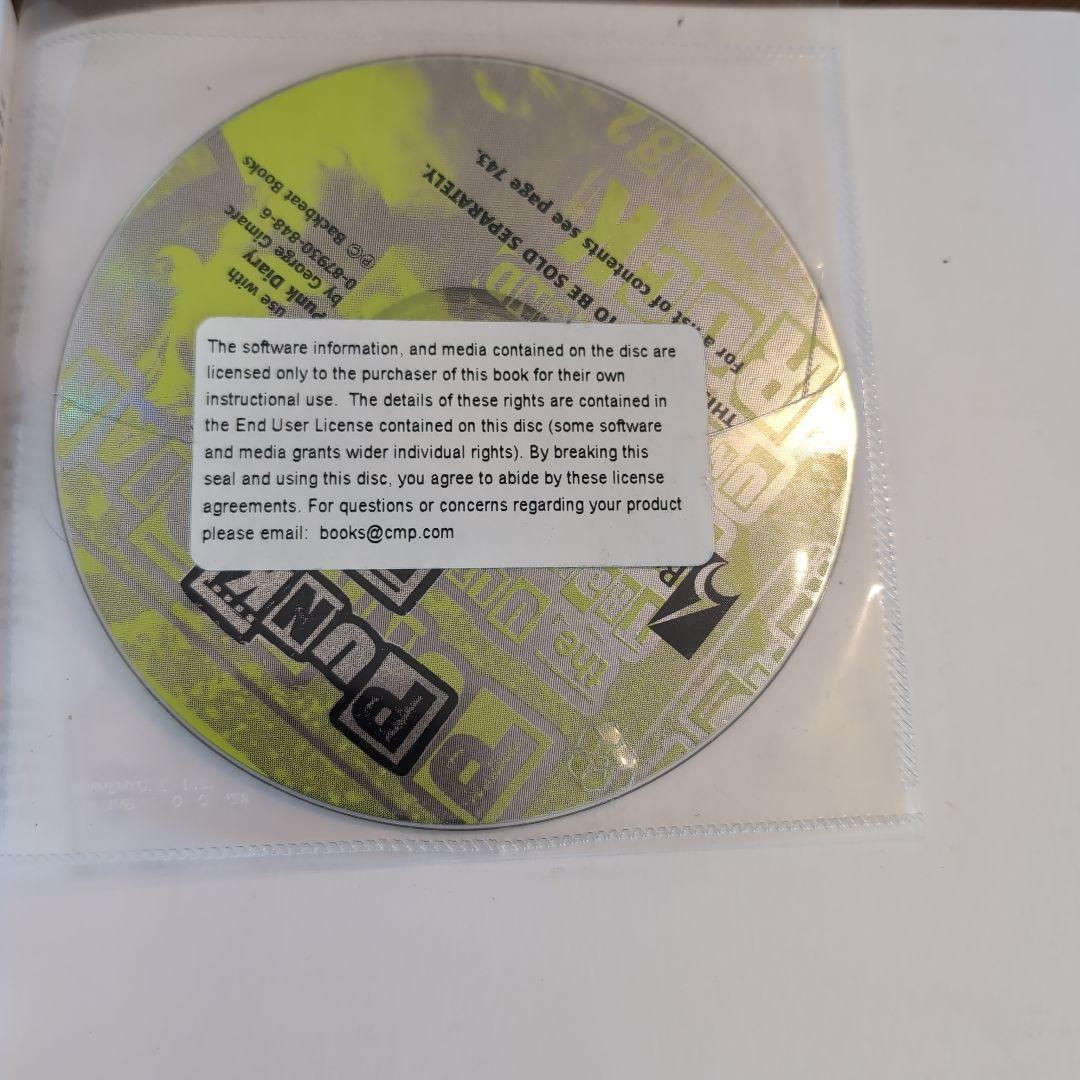 The software information, and media contained on the disc are
licensed only to the purchaser of this book for their own
instructional use. The details of these rights are contained in
the End User License contained on this disc (some software
and media grants wider individual rights). By breaking this
seal and using this disc, you agree to abide by these license
agreements. For questions or concerns regarding your product
please email: books@cmp.com
use with
Punk Diary
by George Gimarc
0-87930-848-6
℗© Backbeat Books
TO BE SOLD SEPARATELY.
For a list of contents see page 743.
PUNK
the
1982